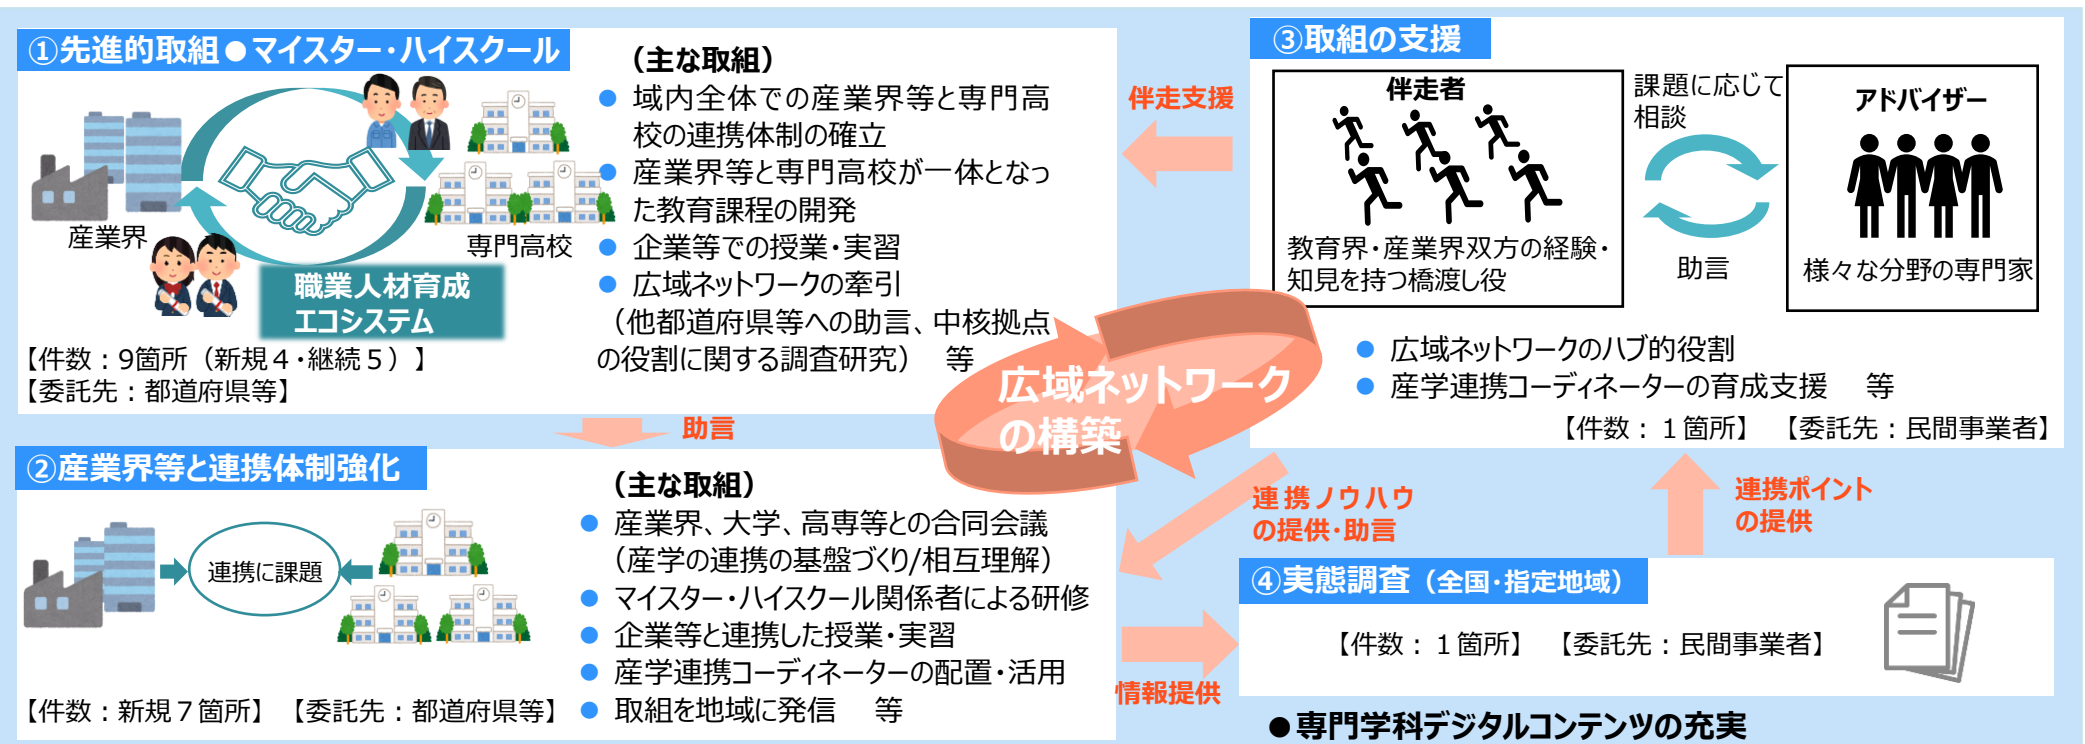 ①先進的取組●マイスター・ハイスクール
産業界
専門高校
職業人材育成
エコシステム
【件数：9箇所（新規４・継続５）】
【委託先：都道府県等】
（主な取組）
● 域内全体での産業界等と専門高
校の連携体制の確立
● 産業界等と専門高校が一体となっ
た教育課程の開発
● 企業等での授業・実習
● 広域ネットワークの牽引
（他都道府県等への助言、中核拠点
の役割に関する調査研究）　等
助言
②産業界等と連携体制強化
連携に課題
【件数：新規７箇所】【委託先：都道府県等】
（主な取組）
● 産業界、大学、高専等との合同会議
（産学の連携の基盤づくり/相互理解）
● マイスター・ハイスクール関係者による研修
● 企業等と連携した授業・実習
● 産学連携コーディネーターの配置・活用
● 取組を地域に発信　等
広域ネットワーク
の構築
伴走支援
③取組の支援
伴走者
教育界・産業界双方の経験・
知見を持つ橋渡し役
課題に応じて
相談
助言
アドバイザー
様々な分野の専門家
● 広域ネットワークのハブ的役割
● 産学連携コーディネーターの育成支援　等
【件数：１箇所】【委託先：民間事業者】
連携ノウハウ
の提供・助言
連携ポイント
の提供
情報提供
④実態調査（全国・指定地域）
【件数：１箇所】【委託先：民間事業者】
●専門学科デジタルコンテンツの充実